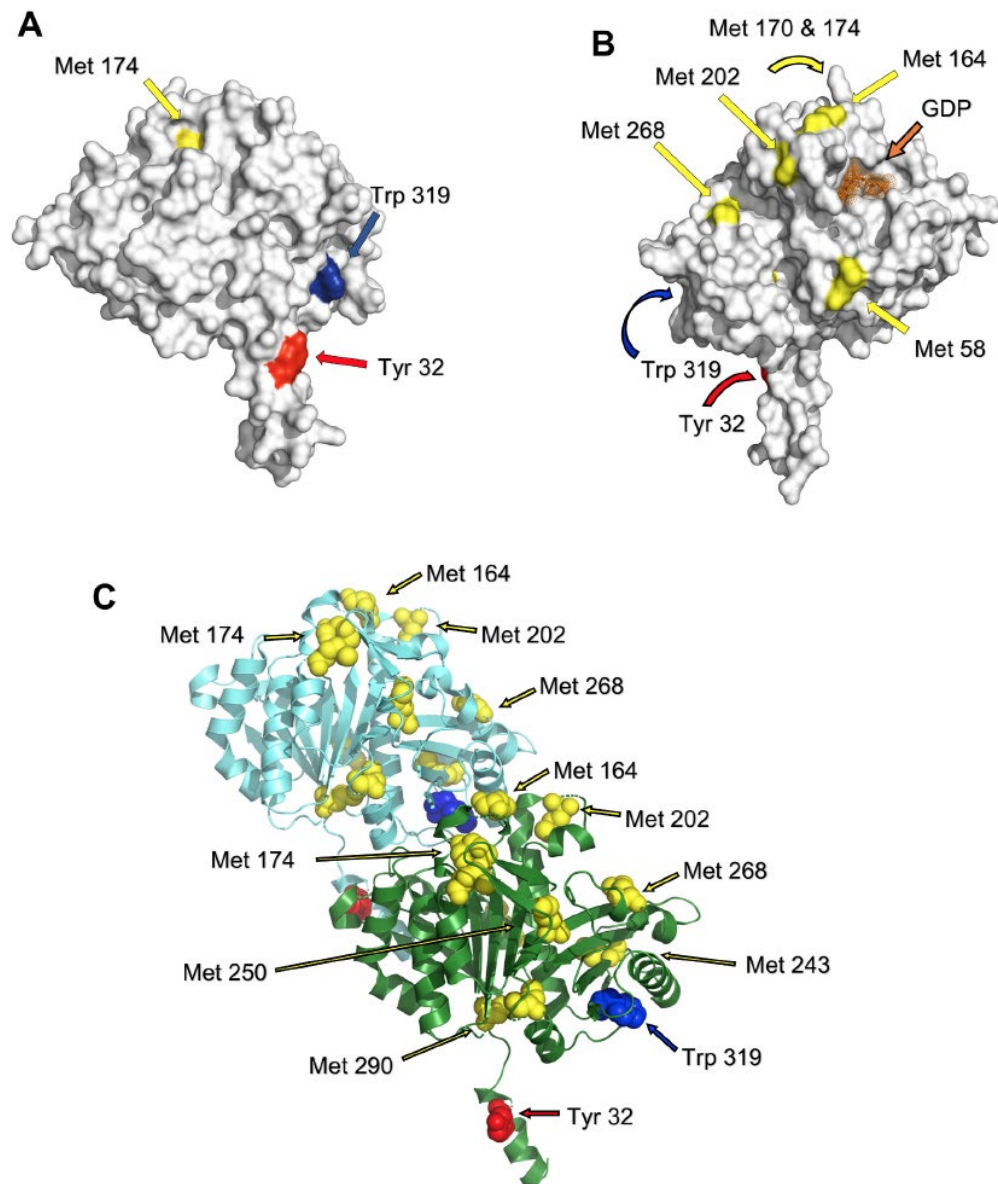 A
Met 174
Trp 319
Tyr 32
B
Met 170 & 174
Met 202
Met 164
GDP
Met 268
Trp 319
Met 58
Tyr 32
C
Met 164
Met 174
Met 202
Met 268
Met 164
Met 202
Met 174
Met 268
Met 250
Met 243
Met 290
Trp 319
Tyr 32